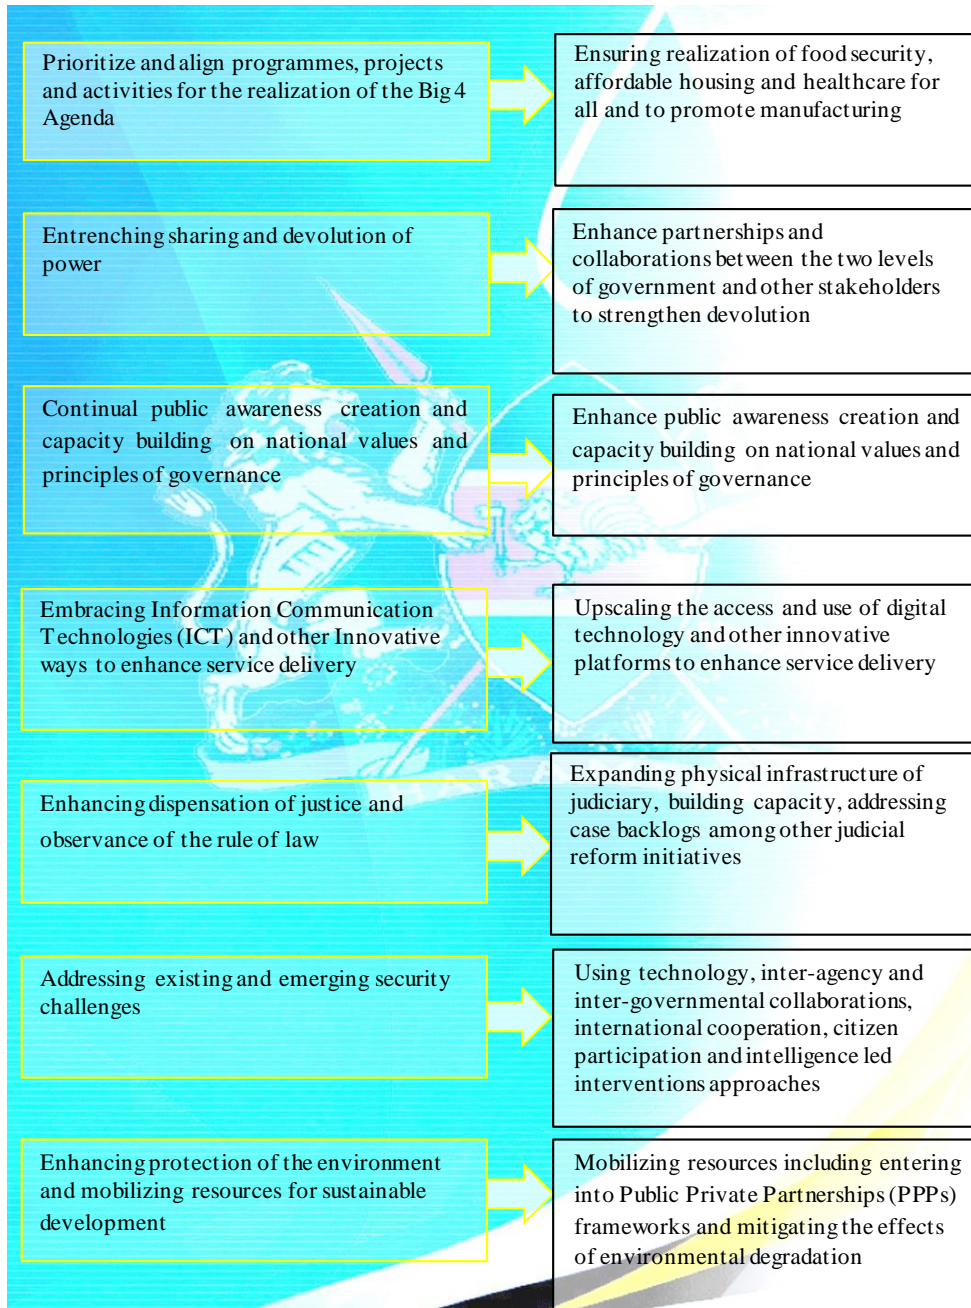 Prioritize and align programmes, projects
and activities for the realization of the Big 4
Agenda
Ensuring realization of food security,
affordable housing and healthcare for
all and to promote manufacturing
Entrenching sharing and devolution of
power
Enhance partnerships and
collaborations between the two levels
of government and other stakeholders
to strengthen devolution
Continual public awareness creation and
capacity building on national values and
principles of governance
Enhance public awareness creation and
capacity building on national values and
principles of governance
Embracing Information Communication
Technologies (ICT) and other Innovative
ways to enhance service delivery
Upscaling the access and use of digital
technology and other innovative
platforms to enhance service delivery
Enhancing dispensation of justice and
observance of the rule of law
Expanding physical infrastructure of
judiciary, building capacity, addressing
case backlogs among other judicial
reform initiatives
Addressing existing and emerging security
challenges
Using technology, inter-agency and
inter-governmental collaborations,
international cooperation, citizen
participation and intelligence led
interventions approaches
Enhancing protection of the environment
and mobilizing resources for sustainable
development
Mobilizing resources including entering
into Public Private Partnerships (PPPs)
frameworks and mitigating the effects
of environmental degradation